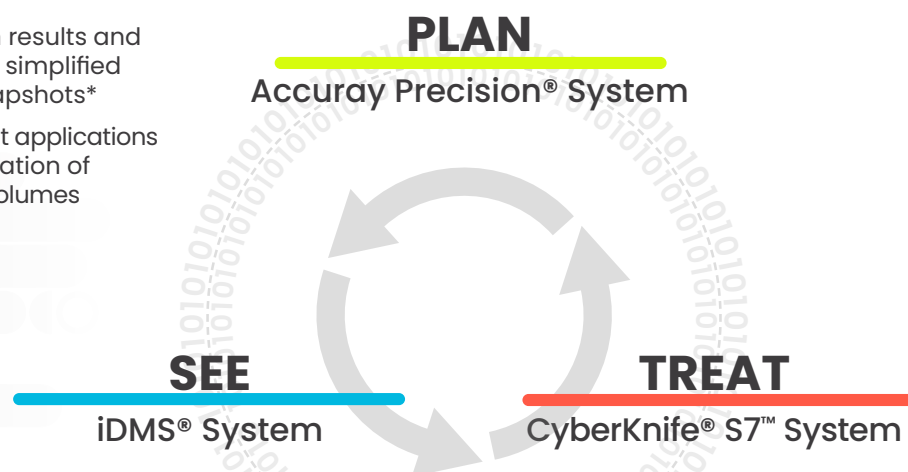 results and
simplified
apshots*
t applications
ation of
olumes
PLAN
Accuray Precision® System
SEE
iDMS® System
TREAT
CyberKnife® S7™ System